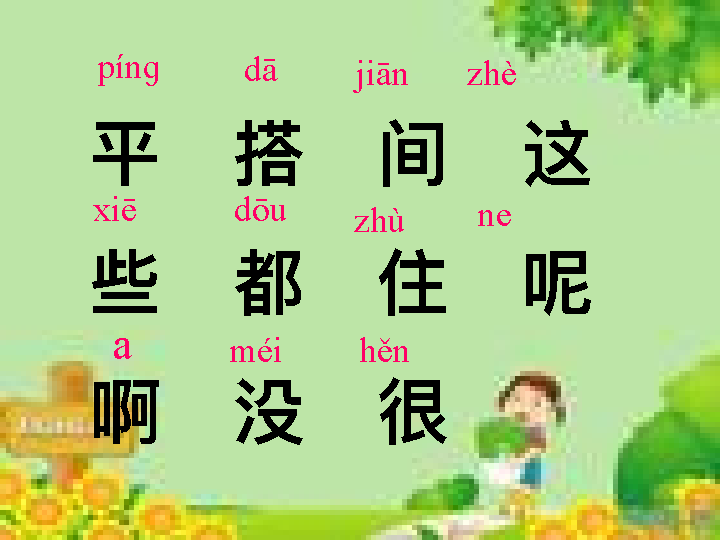 píng dā jiān zhè
平 搭 间 这
xiē dōu zhù ne
些 都 住 呢
a méi hěn
啊 没 很